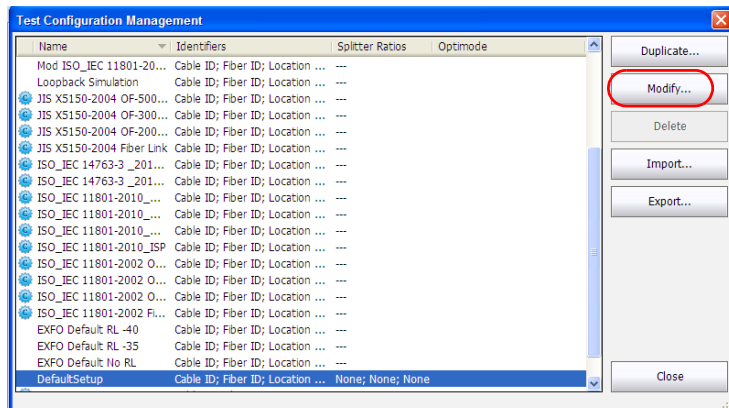 Test Configuration Management
Name Identifiers Splitter Ratios Optimode
Mod ISO_IEC 11801-20... Cable ID; Fiber ID; Location ... ---
Loopback Simulation Cable ID; Fiber ID; Location ... ---
JIS X5150-2004 OF-500... Cable ID; Fiber ID; Location ... ---
JIS X5150-2004 OF-300... Cable ID; Fiber ID; Location ... ---
JIS X5150-2004 OF-200... Cable ID; Fiber ID; Location ... ---
JIS X5150-2004 Fiber Link Cable ID; Fiber ID; Location ... ---
ISO_IEC 14763-3 _201... Cable ID; Fiber ID; Location ... ---
ISO_IEC 14763-3 _201... Cable ID; Fiber ID; Location ... ---
ISO_IEC 11801-2010_... Cable ID; Fiber ID; Location ... ---
ISO_IEC 11801-2010_... Cable ID; Fiber ID; Location ... ---
ISO_IEC 11801-2010_... Cable ID; Fiber ID; Location ... ---
ISO_IEC 11801-2010_ISP Cable ID; Fiber ID; Location ... ---
ISO_IEC 11801-2002 O... Cable ID; Fiber ID; Location ... ---
ISO_IEC 11801-2002 O... Cable ID; Fiber ID; Location ... ---
ISO_IEC 11801-2002 O... Cable ID; Fiber ID; Location ... ---
ISO_IEC 11801-2002 Fi... Cable ID; Fiber ID; Location ... ---
EXFO Default RL -40 Cable ID; Fiber ID; Location ... ---
EXFO Default RL -35 Cable ID; Fiber ID; Location ... ---
EXFO Default No RL Cable ID; Fiber ID; Location ... ---
DefaultSetup Cable ID; Fiber ID; Location ... None; None; None
Duplicate...
Modify...
Delete
Import...
Export...
Close